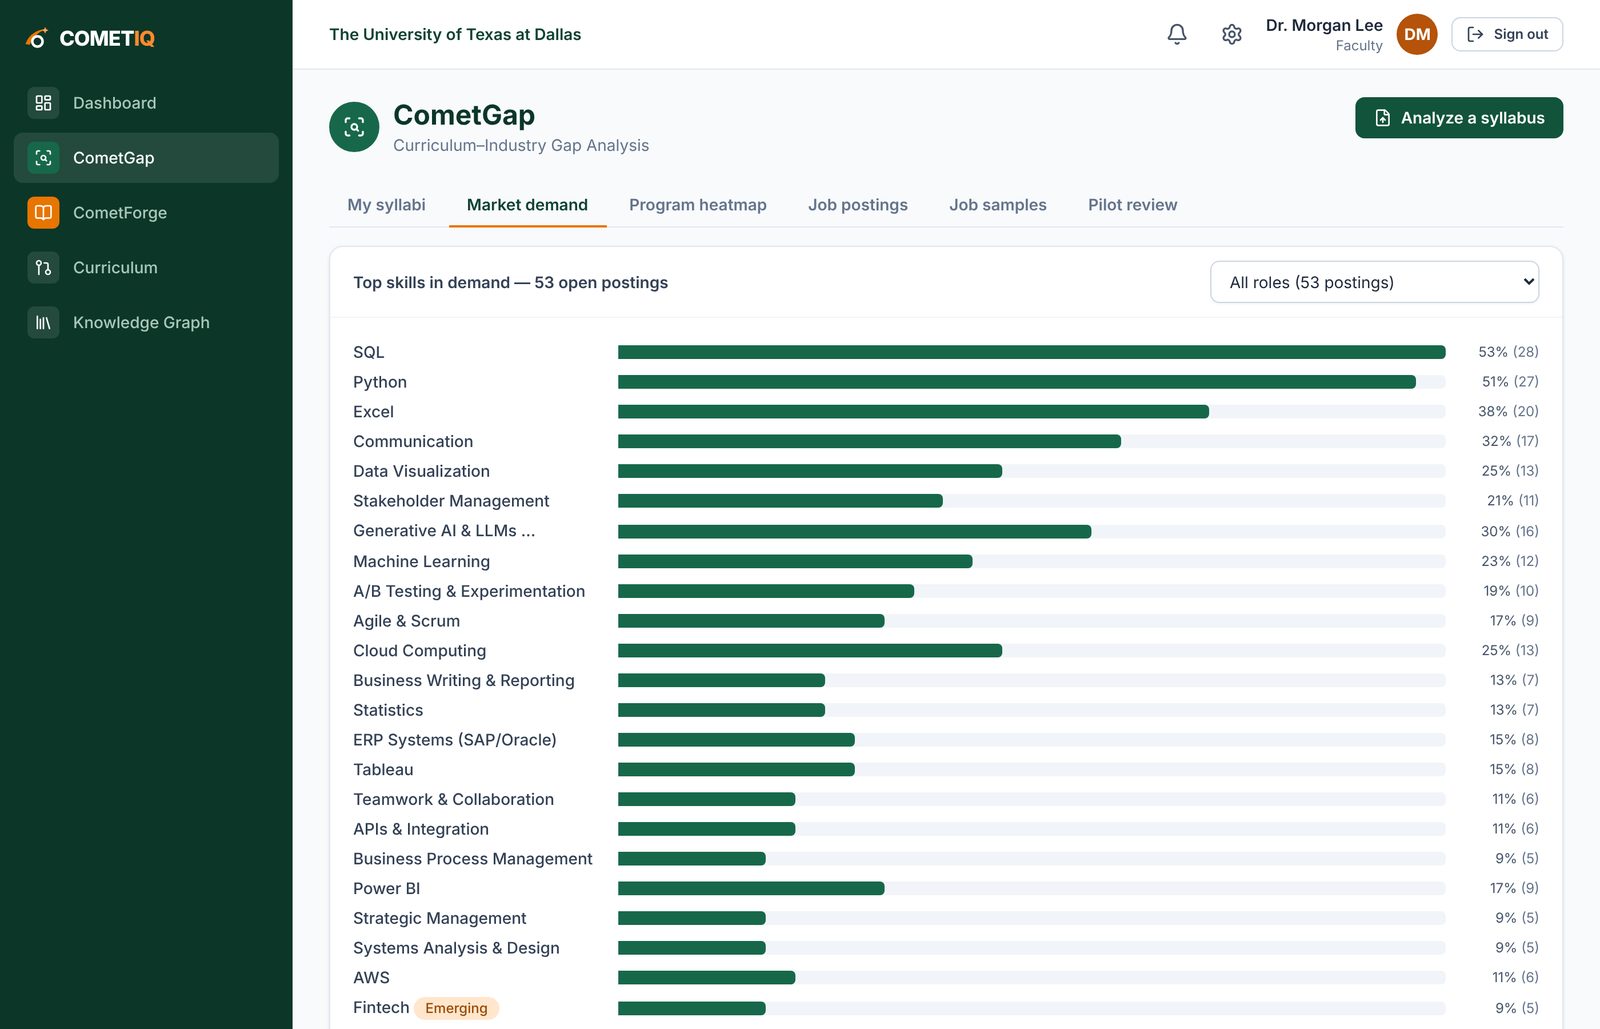 COMETIQ
Dashboard
CometGap
CometForge
Curriculum
Knowledge Graph
The University of Texas at Dallas
Dr. Morgan Lee
Faculty
DM
Sign out
CometGap
Curriculum–Industry Gap Analysis
Analyze a syllabus
My syllabi Market demand Program heatmap Job postings Job samples Pilot review
Top skills in demand — 53 open postings
All roles (53 postings)
SQL 53% (28)
Python 51% (27)
Excel 38% (20)
Communication 32% (17)
Data Visualization 25% (13)
Stakeholder Management 21% (11)
Generative AI & LLMs ... 30% (16)
Machine Learning 23% (12)
A/B Testing & Experimentation 19% (10)
Agile & Scrum 17% (9)
Cloud Computing 25% (13)
Business Writing & Reporting 13% (7)
Statistics 13% (7)
ERP Systems (SAP/Oracle) 15% (8)
Tableau 15% (8)
Teamwork & Collaboration 11% (6)
APIs & Integration 11% (6)
Business Process Management 9% (5)
Power BI 17% (9)
Strategic Management 9% (5)
Systems Analysis & Design 9% (5)
AWS 11% (6)
Fintech Emerging 9% (5)